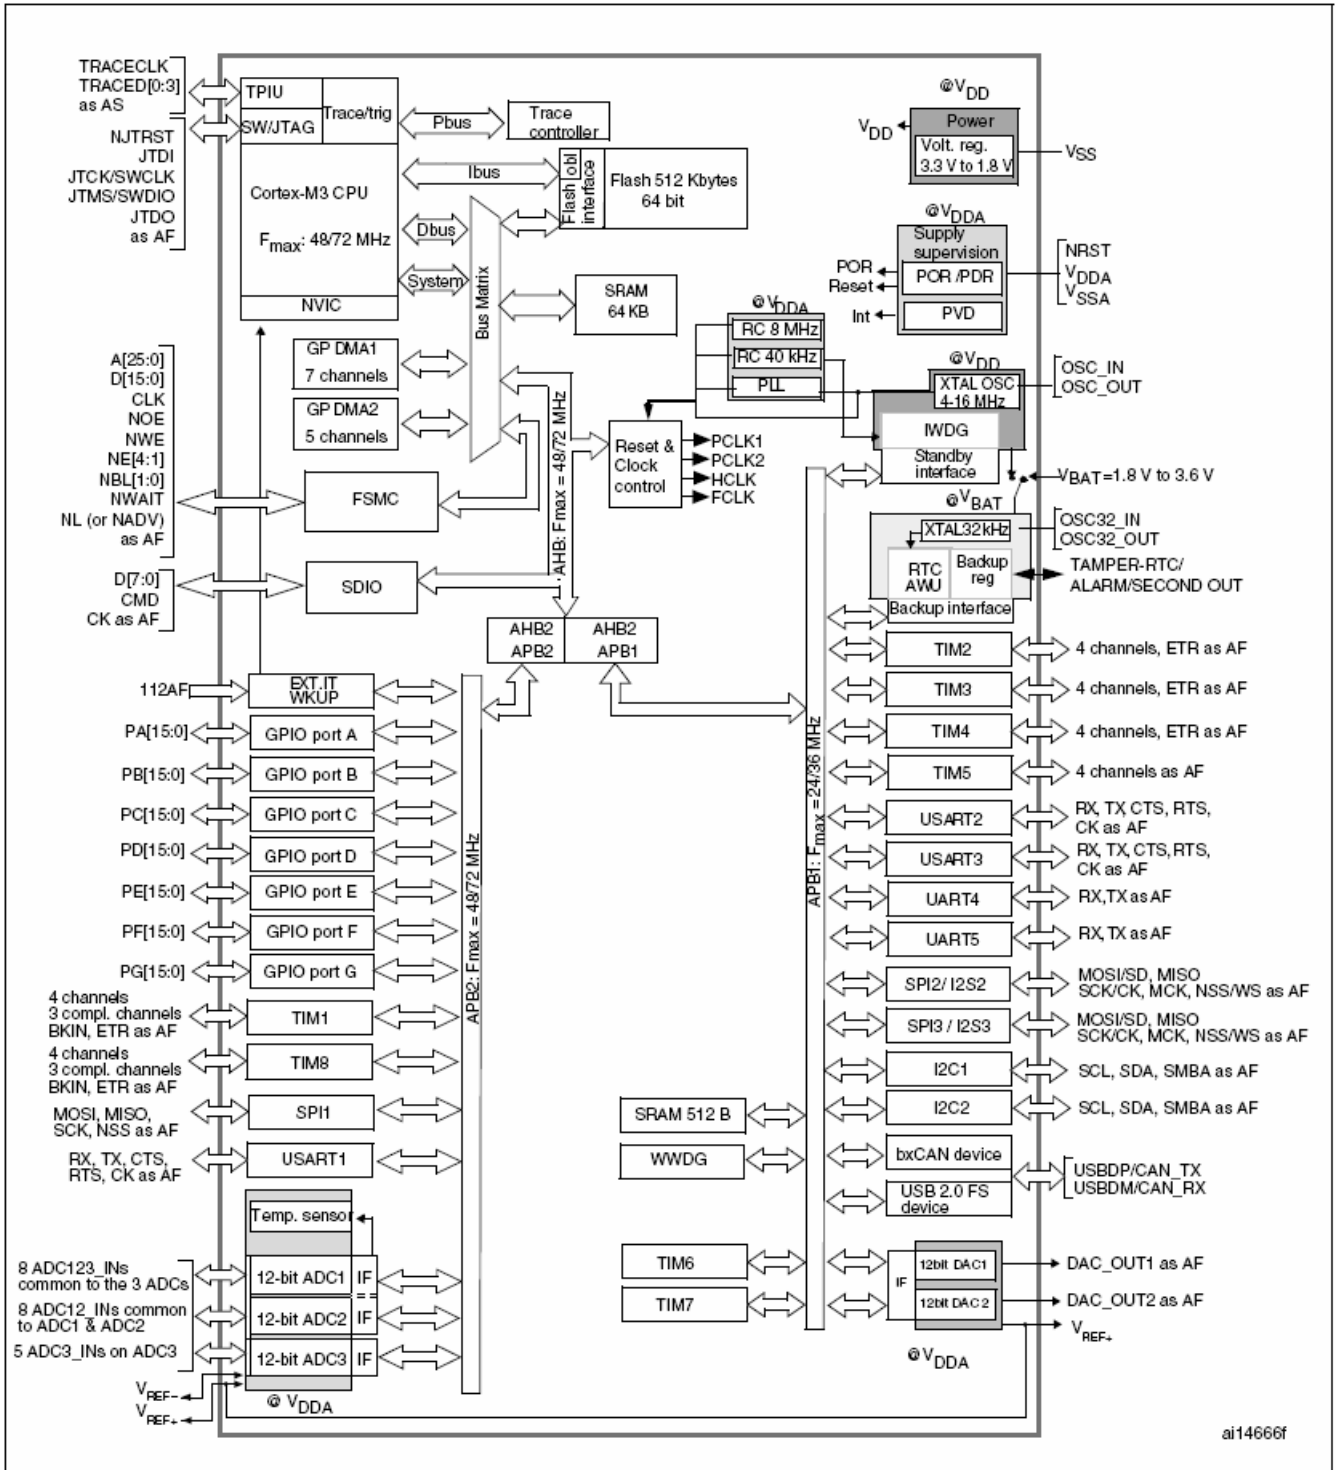 TRACECLK
TRACED[0:3]
as AS
NJTRST
JTDI
JTCK/SWCLK
JTMS/SWDIO
JTDO
as AF
TPIU
SW/JTAG
Trace/trig
Pbus
Trace
controller
Cortex-M3 CPU
Fmax: 48/72 MHz
NVIC
Ibus
Dbus
System
Flash obl
interface
Flash 512 Kbytes
64 bit
Bus Matrix
SRAM
64 KB
GP DMA1
7 channels
GP DMA2
5 channels
@VDD
Power
VDD
Volt. reg.
3.3 V to 1.8 V
VSS
@VDDA
Supply
supervision
POR
Reset
POR /PDR
Int
PVD
NRST
VDDA
VSSA
@VDDA
RC 8 MHz
RC 40 kHz
PLL
@VDD
XTAL OSC
4-16 MHz
OSC_IN
OSC_OUT
IWDG
Standby
interface
Reset &
Clock
control
PCLK1
PCLK2
HCLK
FCLK
VBAT=1.8 V to 3.6 V
@VBAT
XTAL32kHz
OSC32_IN
OSC32_OUT
RTC
AWU
Backup
reg
TAMPER-RTC/
ALARM/SECOND OUT
Backup interface
A[25:0]
D[15:0]
CLK
NOE
NWE
NE[4:1]
NBL[1:0]
NWAIT
NL (or NADV)
as AF
FSMC
D[7:0]
CMD
CK as AF
SDIO
AHB: Fmax = 48/72 MHz
AHB2
APB2
AHB2
APB1
112AF
EXT.IT
WKUP
PA[15:0]
GPIO port A
PB[15:0]
GPIO port B
PC[15:0]
GPIO port C
PD[15:0]
GPIO port D
PE[15:0]
GPIO port E
PF[15:0]
GPIO port F
PG[15:0]
GPIO port G
4 channels
3 compl. channels
BKIN, ETR as AF
TIM1
4 channels
3 compl. channels
BKIN, ETR as AF
TIM8
MOSI, MISO,
SCK, NSS as AF
SPI1
RX, TX, CTS,
RTS, CK as AF
USART1
Temp. sensor
8 ADC123_INs
common to the 3 ADCs
12-bit ADC1 IF
8 ADC12_INs common
to ADC1 & ADC2
12-bit ADC2 IF
5 ADC3_INs on ADC3
12-bit ADC3 IF
VREF-
VREF+
@ VDDA
APB2: Fmax = 48/72 MHz
APB1: Fmax = 24/36 MHz
TIM2
4 channels, ETR as AF
TIM3
4 channels, ETR as AF
TIM4
4 channels, ETR as AF
TIM5
4 channels as AF
USART2
RX, TX, CTS, RTS,
CK as AF
USART3
RX, TX, CTS, RTS,
CK as AF
UART4
RX,TX as AF
UART5
RX, TX as AF
SPI2/ I2S2
MOSI/SD, MISO
SCK/CK, MCK, NSS/WS as AF
SPI3 / I2S3
MOSI/SD, MISO
SCK/CK, MCK, NSS/WS as AF
I2C1
SCL, SDA, SMBA as AF
I2C2
SCL, SDA, SMBA as AF
SRAM 512 B
WWDG
bxCAN device
USB 2.0 FS
device
USBDP/CAN_TX
USBDM/CAN_RX
TIM6
TIM7
IF
12bit DAC1
DAC_OUT1 as AF
12bit DAC 2
DAC_OUT2 as AF
VREF+
@VDDA
ai14666f